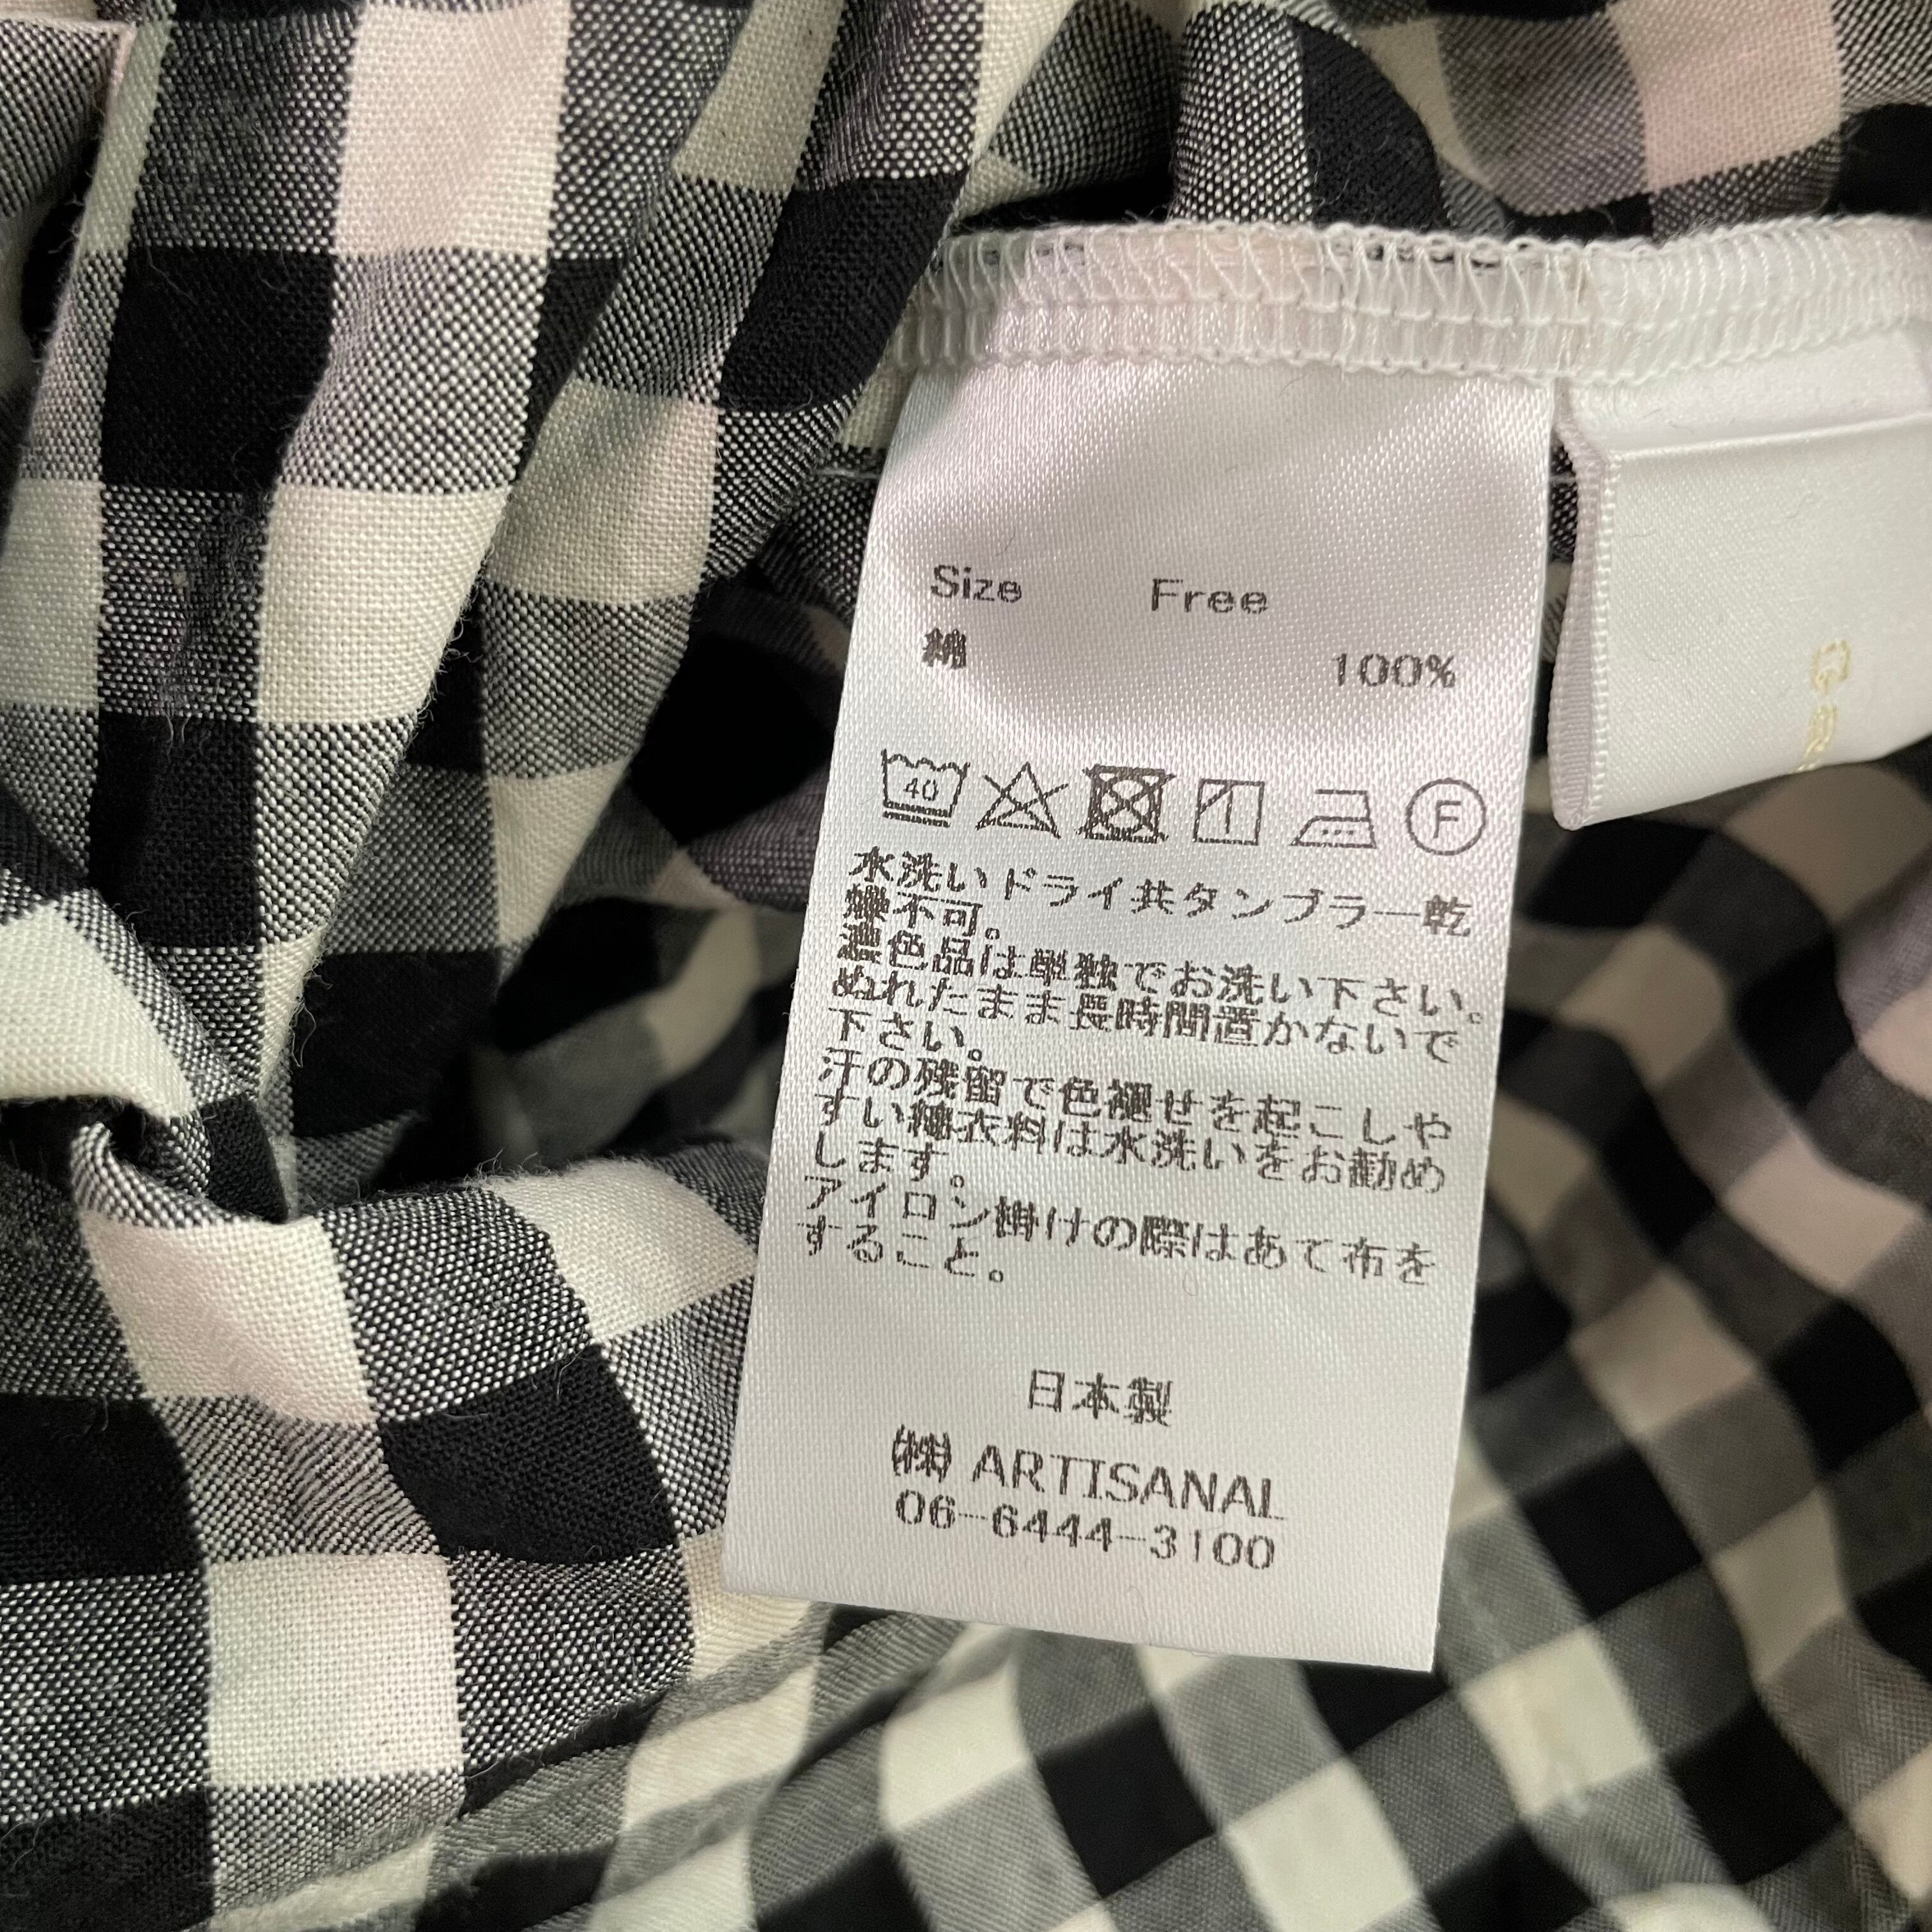 Size Free
綿 100%
40
F
水洗いドライ共タンブラー乾
燥不可。
濃色品は単独でお洗い下さい。
ぬれたまま長時間置かないで
下さい。
汗の残留で色褪せを起こしや
すい綿衣料は水洗いをお勧め
します。
アイロン掛けの際はあて布を
すること。
日本製
㈱ ARTISANAL
06-6444-3100